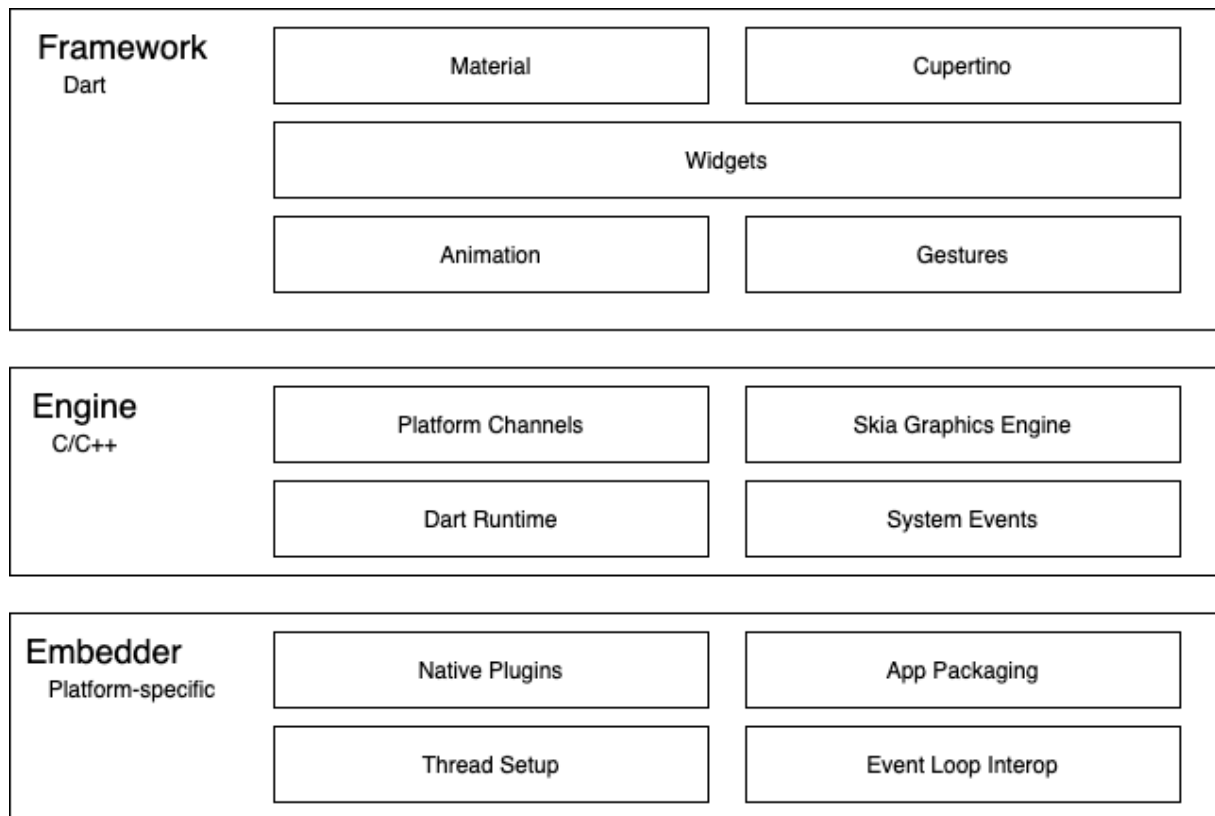 Framework
Dart
Material
Cupertino
Widgets
Animation
Gestures
Engine
C/C++
Platform Channels
Skia Graphics Engine
Dart Runtime
System Events
Embedder
Platform-specific
Native Plugins
App Packaging
Thread Setup
Event Loop Interop